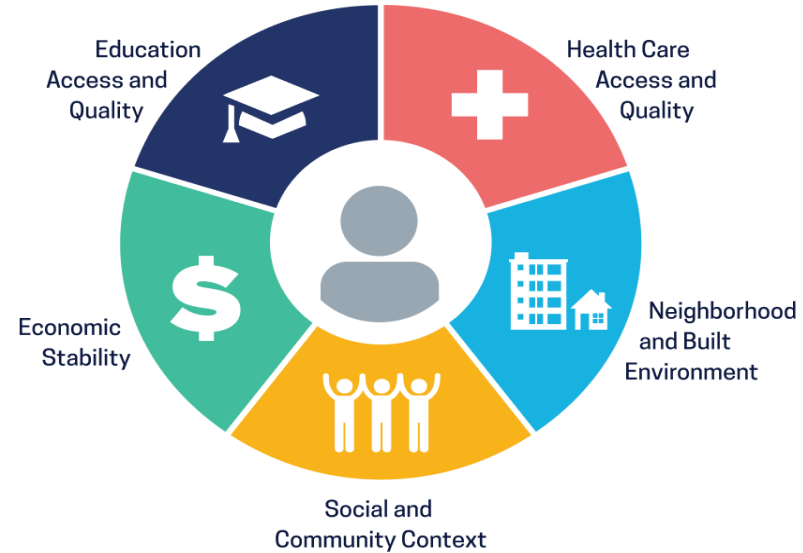 Education
Access and
Quality
Health Care
Access and
Quality
Economic
Stability
Neighborhood
and Built
Environment
Social and
Community Context